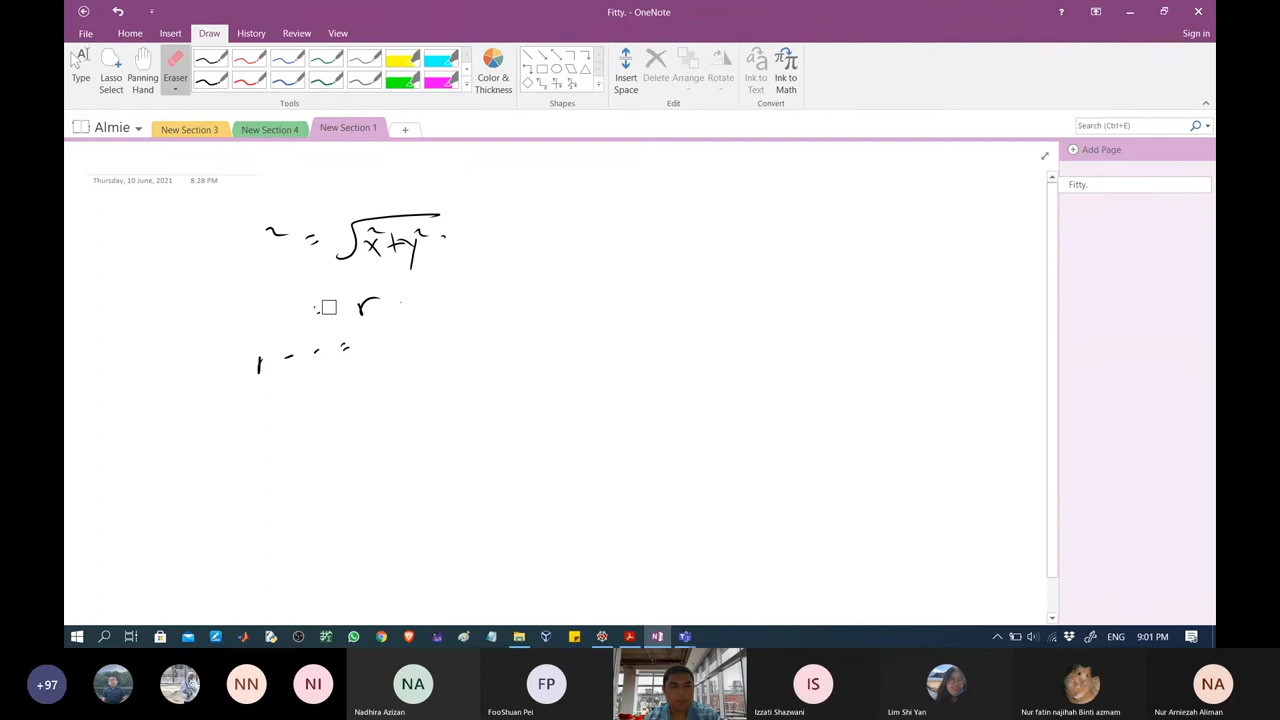 Fitty. - OneNote
?
File Home Insert Draw History Review View Sign in
Type Lasso Select Panning Hand Eraser Color & Thickness Insert Space Delete Arrange Rotate Ink to Text Ink to Math
Tools Shapes Edit Convert
Almie New Section 3 New Section 4 New Section 1 + Search (Ctrl+E)
Add Page
Thursday, 10 June, 2021 8:28 PM
Fitty.
= √x²+y²
r
ENG 9:01 PM
+97 NN NI NA FP IS NA
Nadhira Azizan FooShuan Pei Izzati Shazwani Lim Shi Yan Nur fatin najihah Binti azmam Nur Arniezah Aliman